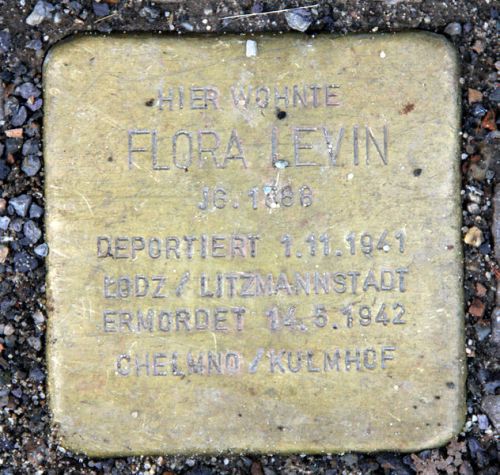 HIER WOHNTE
FLORA LEVIN
JG. 1886
DEPORTIERT 1.11.1941
LODZ / LITZMANNSTADT
ERMORDET 14.5.1942
CHELMNO / KULMHOF